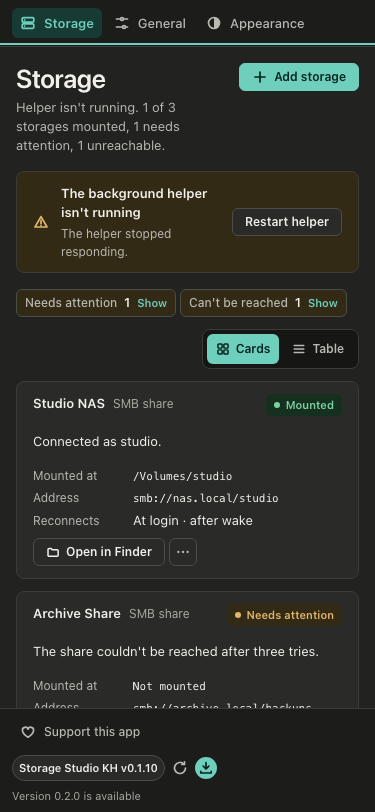 Storage General Appearance
Storage
Add storage
Helper isn't running. 1 of 3
storages mounted, 1 needs
attention, 1 unreachable.
The background helper
isn't running
The helper stopped
responding.
Restart helper
Needs attention 1 Show Can't be reached 1 Show
Cards Table
Studio NAS SMB share Mounted
Connected as studio.
Mounted at /Volumes/studio
Address smb://nas.local/studio
Reconnects At login · after wake
Open in Finder ···
Archive Share SMB share Needs attention
The share couldn't be reached after three tries.
Mounted at Not mounted
Address smb://archive.local/backups
Support this app
Storage Studio KH v0.1.10
Version 0.2.0 is available